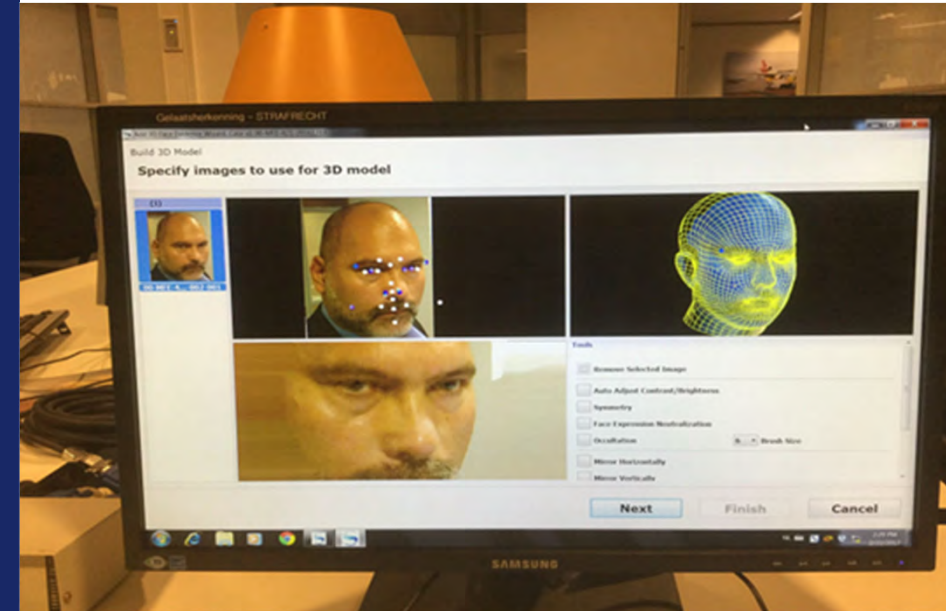 Gelaatsherkenning - STRAFRECHT
Build 3D Model
Specify images to use for 3D model
Tools
Remove Selected Image
Auto Adjust Contrast/Brightness
Symmetry
Face Expression Neutralization
Occultation
Brush Size
Mirror Horizontally
Mirror Vertically
Next
Finish
Cancel
SAMSUNG